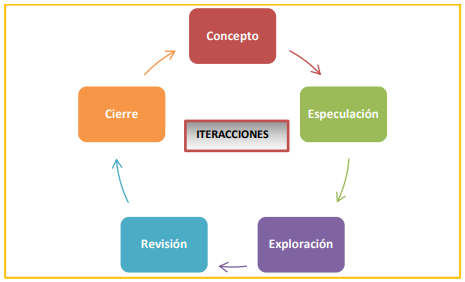 Concepto
Especulación
Exploración
Revisión
Cierre
ITERACCIONES